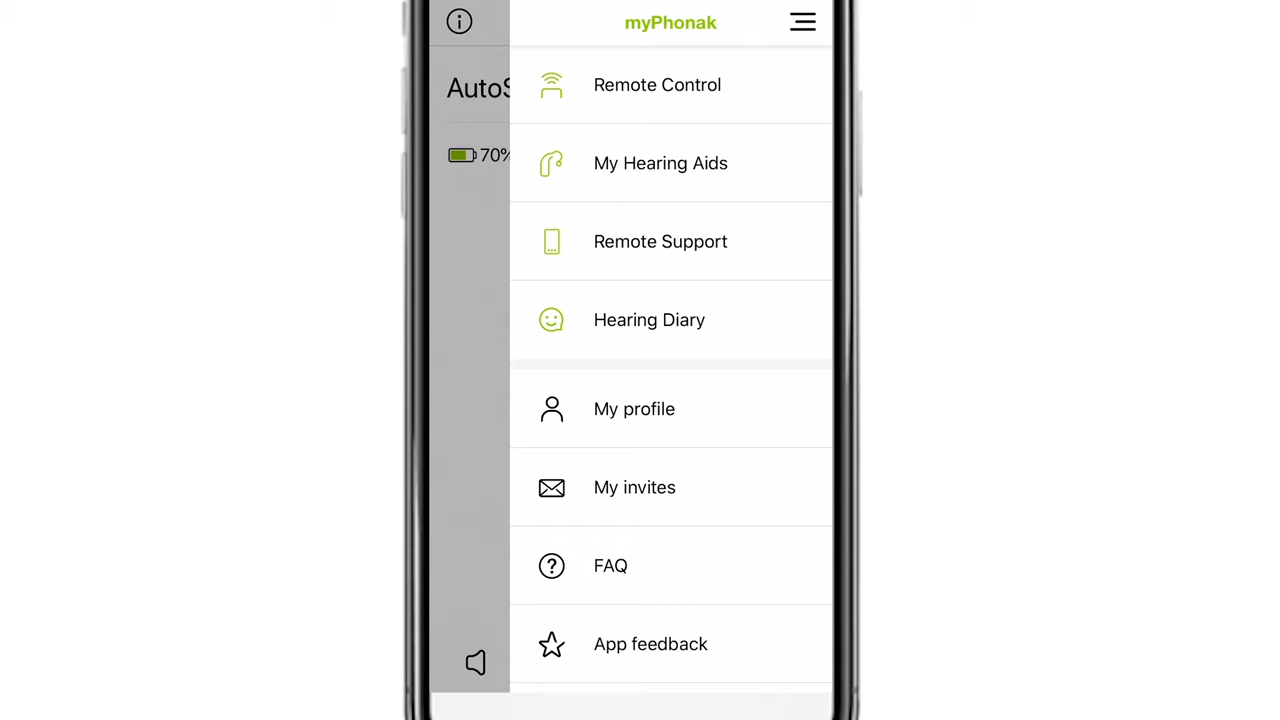 myPhonak
AutoS
70%
Remote Control
My Hearing Aids
Remote Support
Hearing Diary
My profile
My invites
FAQ
App feedback